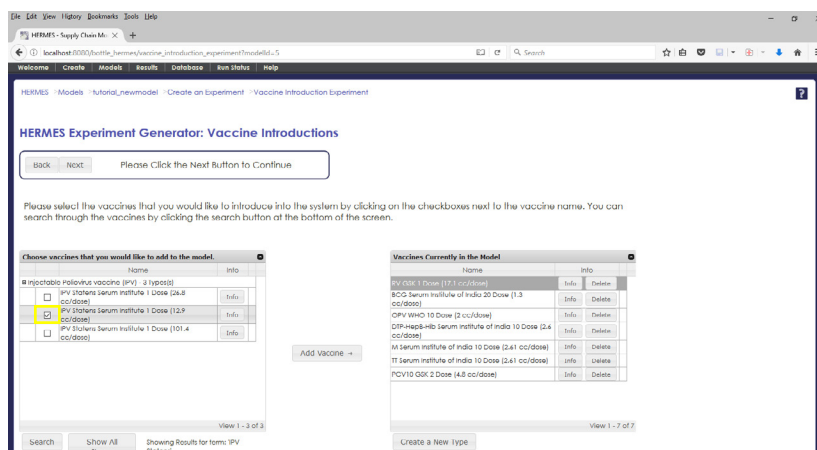 File Edit View History Bookmarks Tools Help
HERMES - Supply Chain Mo
localhost:8080/bottle_hermes/vaccine_introduction_experiment?modelId=5
Search
Welcome Create Models Results Database Run Status Help
HERMES >Models >tutorial_newmodel >Create an Experiment >Vaccine Introduction Experiment
HERMES Experiment Generator: Vaccine Introductions
Back Next Please Click the Next Button to Continue
Please select the vaccines that you would like to introduce into the system by clicking on the checkboxes next to the vaccine name. You can
search through the vaccines by clicking the search button at the bottom of the screen.
Choose vaccines that you would like to add to the model.
Name Info
Injectable Poliovirus vaccine (IPV) - 3 Types(s)
IPV Statens Serum Institute 1 Dose (26.8
cc/dose) Info
IPV Statens Serum Institute 1 Dose (12.9
cc/dose) Info
IPV Statens Serum Institute 1 Dose (101.4
cc/dose) Info
View 1 - 3 of 3
Search Show All Showing Results for term: 'IPV
Add Vaccine →
Vaccines Currently in the Model
Name Info
RV GSK 1 Dose (17.1 cc/dose) Info Delete
BCG Serum Institute of India 20 Dose (1.3
cc/dose) Info Delete
OPV WHO 10 Dose (2 cc/dose) Info Delete
DTP-HepB-Hib Serum Institute of India 10 Dose (2.6
cc/dose) Info Delete
M Serum Institute of India 10 Dose (2.61 cc/dose) Info Delete
TT Serum Institute of India 10 Dose (2.61 cc/dose) Info Delete
PCV10 GSK 2 Dose (4.8 cc/dose) Info Delete
View 1 - 7 of 7
Create a New Type